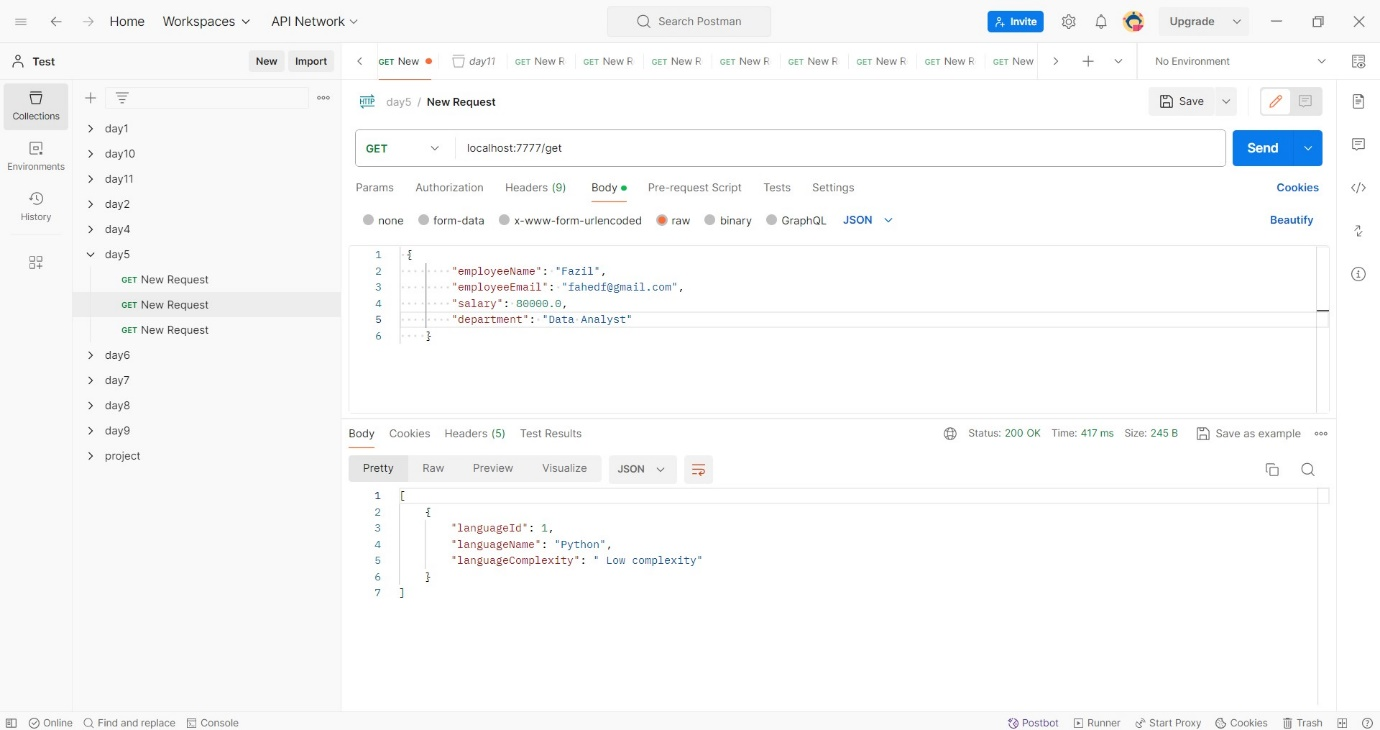 Home Workspaces API Network Search Postman Invite Upgrade
Test New Import GET New day11 GET New R GET New R GET New R GET New R GET New R GET New R GET New R GET New No Environment
Collections
Environments
History
day1
day10
day11
day2
day4
day5
GET New Request
GET New Request
GET New Request
day6
day7
day8
day9
project
HTTP day5 / New Request Save
GET localhost:7777/get Send
Params Authorization Headers (9) Body Pre-request Script Tests Settings Cookies
none form-data x-www-form-urlencoded raw binary GraphQL JSON Beautify
1 {
2 "employeeName": "Fazil",
3 "employeeEmail": "fahedf@gmail.com",
4 "salary": 80000.0,
5 "department": "Data Analyst"
6 }
Body Cookies Headers (5) Test Results Status: 200 OK Time: 417 ms Size: 245 B Save as example
Pretty Raw Preview Visualize JSON
1 [
2 {
3 "languageId": 1,
4 "languageName": "Python",
5 "languageComplexity": " Low complexity"
6 }
7 ]
Online Find and replace Console Postbot Runner Start Proxy Cookies Trash